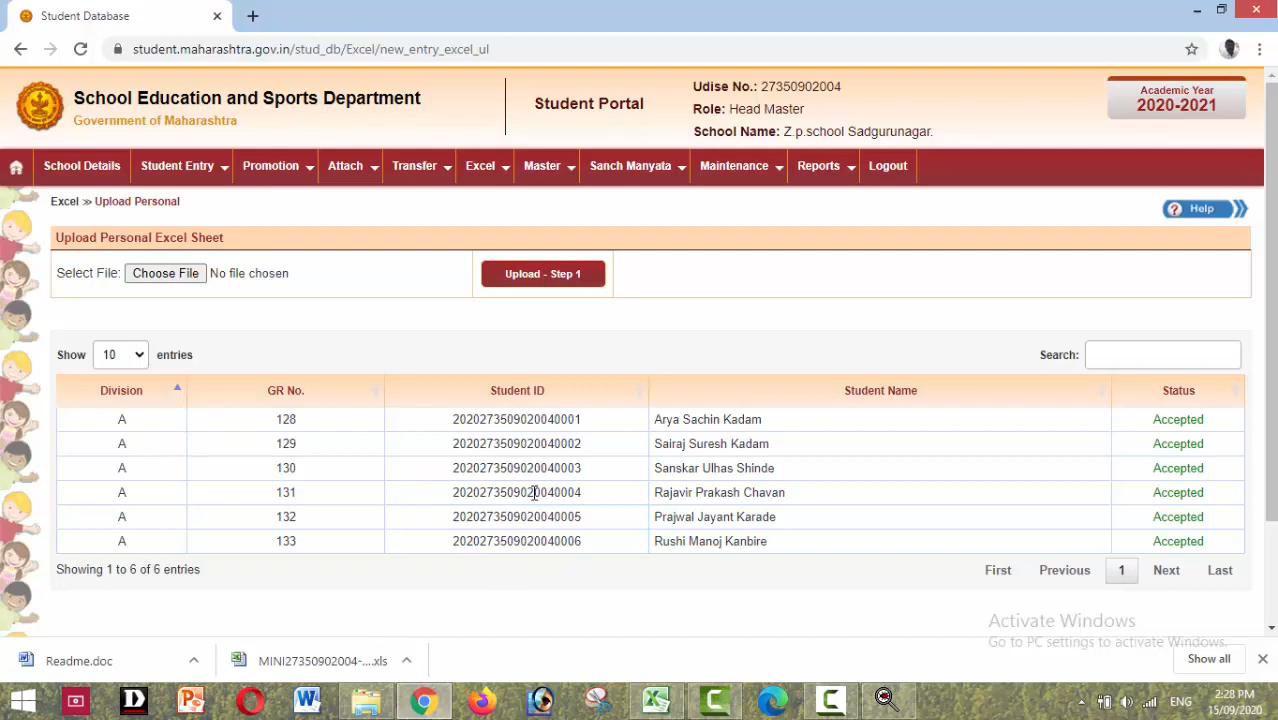 Student Database
student.maharashtra.gov.in/stud_db/Excel/new_entry_excel_ul
School Education and Sports Department
Government of Maharashtra
Student Portal
Udise No.: 27350902004
Role: Head Master
School Name: Z.p.school Sadgurunagar.
Academic Year
2020-2021
School Details Student Entry Promotion Attach Transfer Excel Master Sanch Manyata Maintenance Reports Logout
Excel >> Upload Personal
? Help
Upload Personal Excel Sheet
Select File: Choose File No file chosen Upload - Step 1
Show 10 entries Search:
Division GR No. Student ID Student Name Status
A 128 2020273509020040001 Arya Sachin Kadam Accepted
A 129 2020273509020040002 Sairaj Suresh Kadam Accepted
A 130 2020273509020040003 Sanskar Ulhas Shinde Accepted
A 131 2020273509020040004 Rajavir Prakash Chavan Accepted
A 132 2020273509020040005 Prajwal Jayant Karade Accepted
A 133 2020273509020040006 Rushi Manoj Kanbire Accepted
Showing 1 to 6 of 6 entries First Previous 1 Next Last
Activate Windows
Go to PC settings to activate Windows.
Readme.doc MINI27350902004-....xls Show all
ENG
2:28 PM
15/09/2020